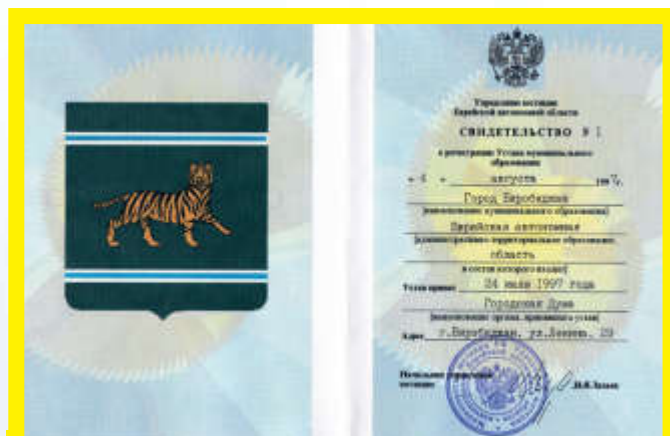 Управление юстиции
Еврейской автономной области
СВИДЕТЕЛЬСТВО № 1
о регистрации Устава муниципального
образования
" 4 " августа 1997г.
Город Биробиджан
(наименование муниципального образования)
Еврейская автономная
(административно-территориальное образование,
область
в состав которого входит)
Устав принят 24 июля 1997 года
Городская Дума
(наименование органа, принявшего устав)
Адрес г.Биробиджан, ул.Ленина, 29
Начальник управления
юстиции